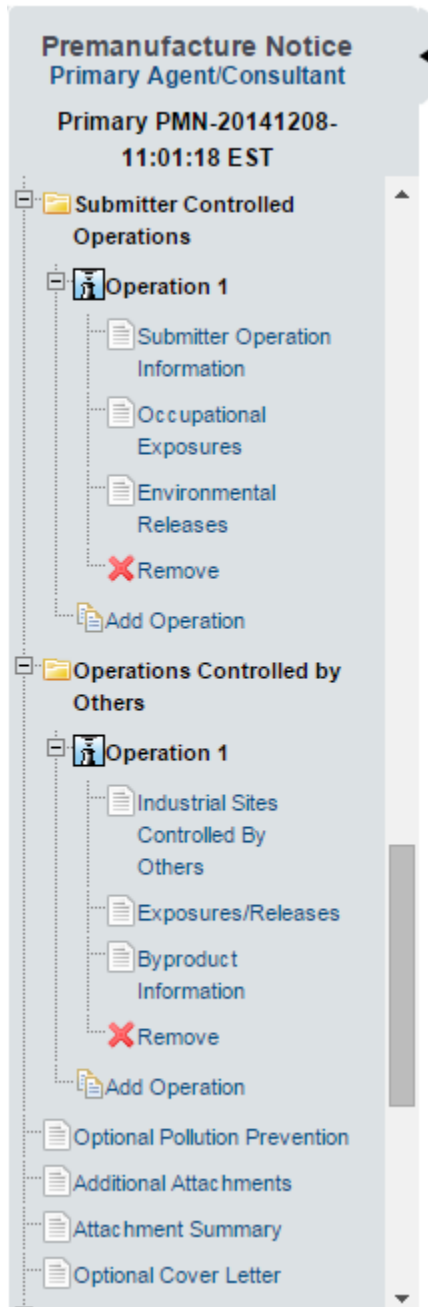 Premanufacture Notice
Primary Agent/Consultant
Primary PMN-20141208-
11:01:18 EST
Submitter Controlled
Operations
Operation 1
Submitter Operation
Information
Occupational
Exposures
Environmental
Releases
Remove
Add Operation
Operations Controlled by
Others
Operation 1
Industrial Sites
Controlled By
Others
Exposures/Releases
Byproduct
Information
Remove
Add Operation
Optional Pollution Prevention
Additional Attachments
Attachment Summary
Optional Cover Letter